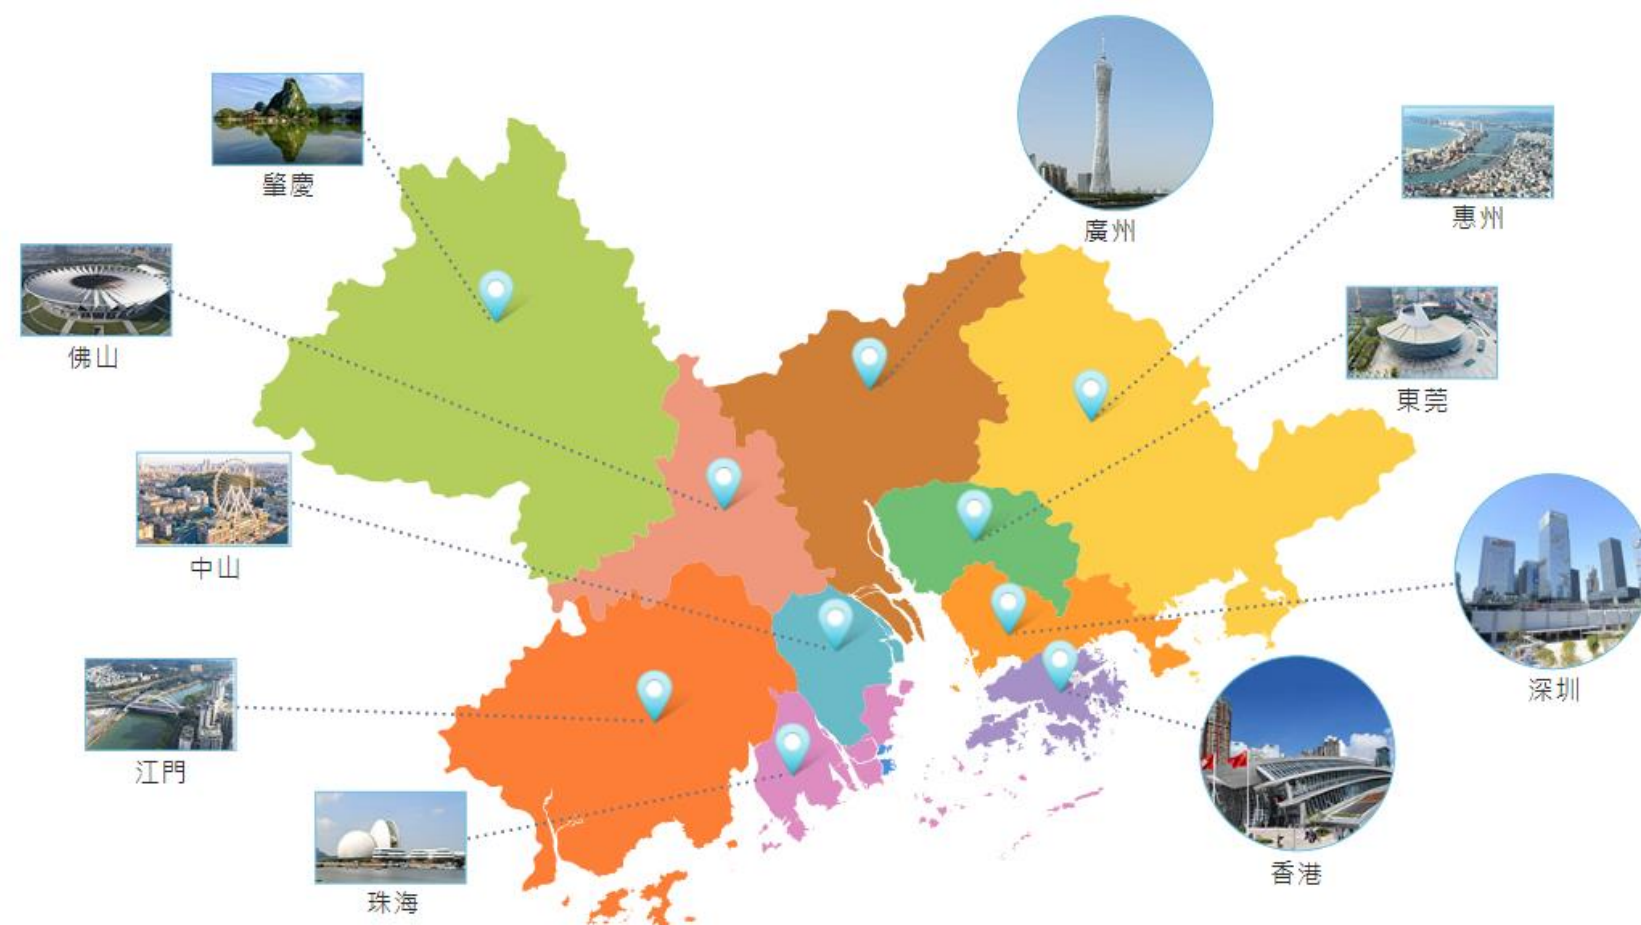 肇慶
廣州
惠州
佛山
東莞
中山
深圳
江門
香港
珠海